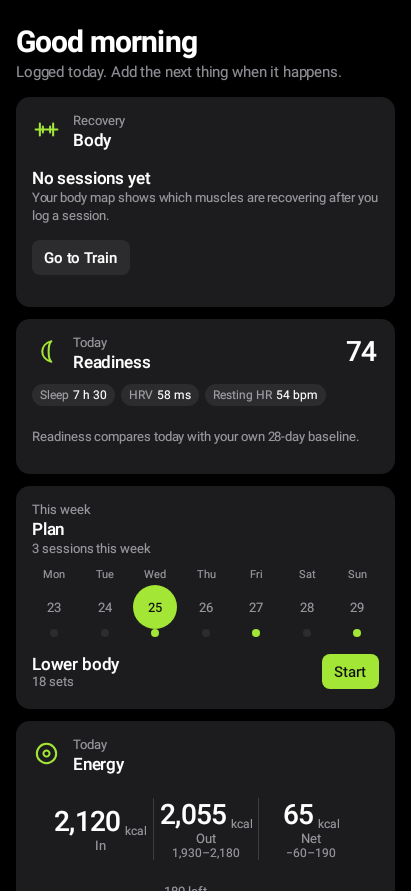 Good morning
Logged today. Add the next thing when it happens.
Recovery
Body
No sessions yet
Your body map shows which muscles are recovering after you
log a session.
Go to Train
Today
Readiness
74
Sleep 7 h 30 HRV 58 ms Resting HR 54 bpm
Readiness compares today with your own 28-day baseline.
This week
Plan
3 sessions this week
Mon Tue Wed Thu Fri Sat Sun
23 24 25 26 27 28 29
Lower body
18 sets
Start
Today
Energy
2,120 kcal
In
2,055 kcal
Out
1,930–2,180
65 kcal
Net
−60–190
180 left